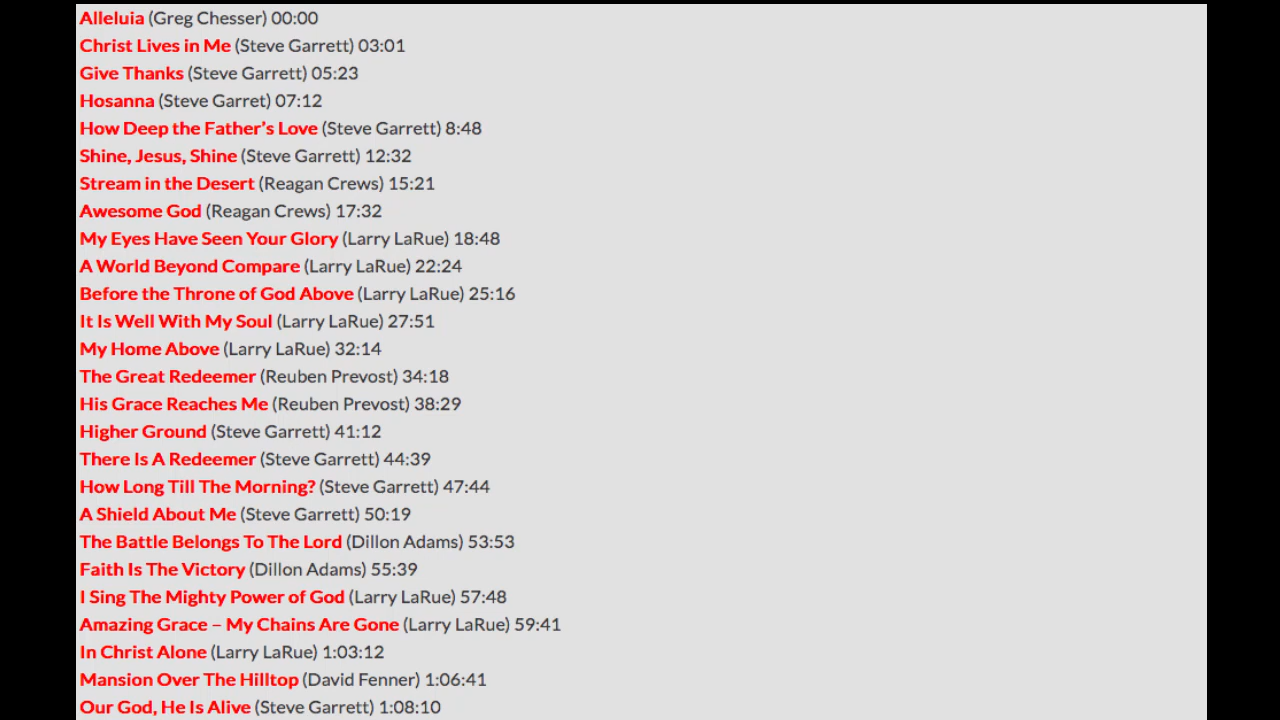 Alleluia (Greg Chesser) 00:00
Christ Lives in Me (Steve Garrett) 03:01
Give Thanks (Steve Garrett) 05:23
Hosanna (Steve Garret) 07:12
How Deep the Father’s Love (Steve Garrett) 8:48
Shine, Jesus, Shine (Steve Garrett) 12:32
Stream in the Desert (Reagan Crews) 15:21
Awesome God (Reagan Crews) 17:32
My Eyes Have Seen Your Glory (Larry LaRue) 18:48
A World Beyond Compare (Larry LaRue) 22:24
Before the Throne of God Above (Larry LaRue) 25:16
It Is Well With My Soul (Larry LaRue) 27:51
My Home Above (Larry LaRue) 32:14
The Great Redeemer (Reuben Prevost) 34:18
His Grace Reaches Me (Reuben Prevost) 38:29
Higher Ground (Steve Garrett) 41:12
There Is A Redeemer (Steve Garrett) 44:39
How Long Till The Morning? (Steve Garrett) 47:44
A Shield About Me (Steve Garrett) 50:19
The Battle Belongs To The Lord (Dillon Adams) 53:53
Faith Is The Victory (Dillon Adams) 55:39
I Sing The Mighty Power of God (Larry LaRue) 57:48
Amazing Grace – My Chains Are Gone (Larry LaRue) 59:41
In Christ Alone (Larry LaRue) 1:03:12
Mansion Over The Hilltop (David Fenner) 1:06:41
Our God, He Is Alive (Steve Garrett) 1:08:10